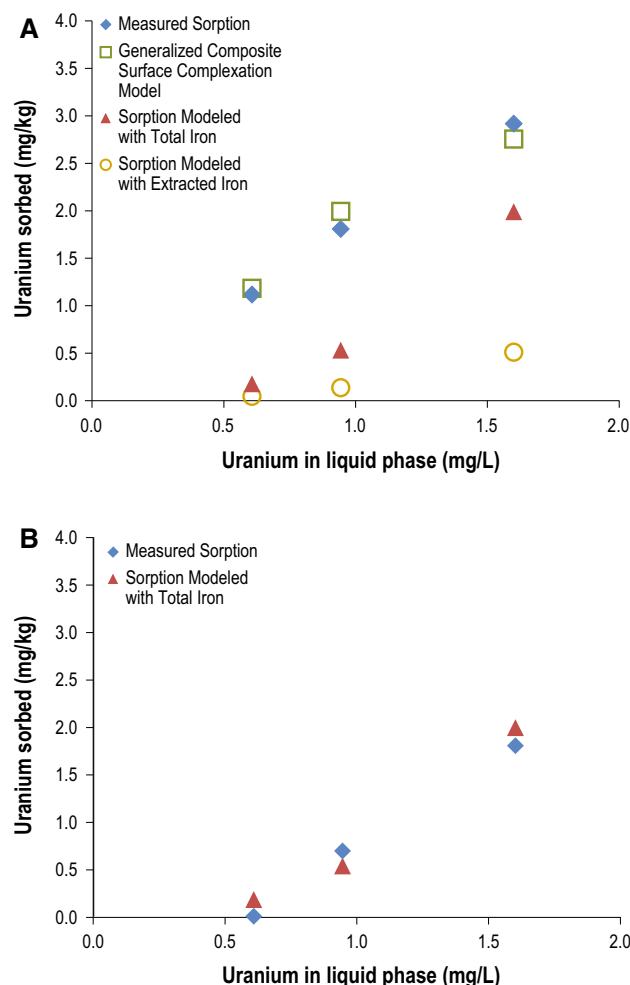 A
Measured Sorption
Generalized Composite
Surface Complexation
Model
Sorption Modeled
with Total Iron
Sorption Modeled
with Extracted Iron
Uranium sorbed (mg/kg)
4.0
3.5
3.0
2.5
2.0
1.5
1.0
0.5
0.0
0.0 0.5 1.0 1.5 2.0
Uranium in liquid phase (mg/L)
B
Measured Sorption
Sorption Modeled
with Total Iron
Uranium sorbed (mg/kg)
4.0
3.5
3.0
2.5
2.0
1.5
1.0
0.5
0.0
0.0 0.5 1.0 1.5 2.0
Uranium in liquid phase (mg/L)